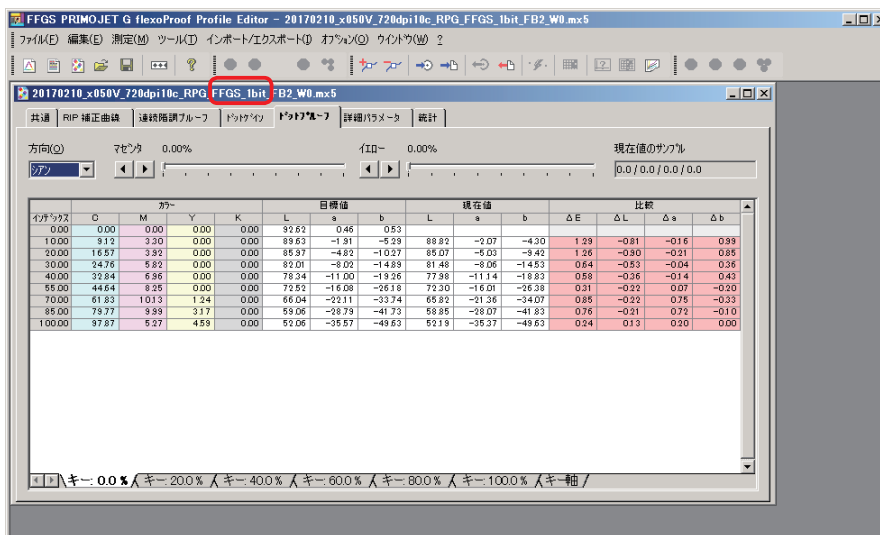 FFGS PRIMOJET G flexoProof Profile Editor - 20170210_x050V_720dpi10c_RPG_FFGS_1bit_FB2_W0.mx5
ファイル(F) 編集(E) 測定(M) ツール(T) インポート/エクスポート(I) オプション(O) ウインドウ(W) ?
20170210_x050V_720dpi10c_RPG_FFGS_1bit_FB2_W0.mx5
共通 RIP 補正曲線 連続階調プルーフ ドットゲイン ドットプルーフ 詳細パラメータ 統計
方向(O) マゼンタ 0.00% イエロー 0.00% 現在値のサンプル
シアン 0.0 / 0.0 / 0.0 / 0.0
カラー 目標値 現在値 比較
インデックス C M Y K L a b L a b ΔE ΔL Δa Δb
0.00 0.00 0.00 0.00 0.00 92.62 0.46 0.53
10.00 9.12 3.30 0.00 0.00 89.63 -1.91 -5.29 88.82 -2.07 -4.30 1.29 -0.81 -0.16 0.99
20.00 16.57 3.92 0.00 0.00 85.97 -4.82 -10.27 85.07 -5.03 -9.42 1.26 -0.90 -0.21 0.85
30.00 24.76 5.82 0.00 0.00 82.01 -8.02 -14.89 81.48 -8.06 -14.53 0.64 -0.53 -0.04 0.36
40.00 32.84 6.96 0.00 0.00 78.34 -11.00 -19.26 77.98 -11.14 -18.83 0.58 -0.36 -0.14 0.43
55.00 44.64 8.25 0.00 0.00 72.52 -16.08 -26.18 72.30 -16.01 -26.38 0.31 -0.22 0.07 -0.20
70.00 61.83 10.13 1.24 0.00 66.04 -22.11 -33.74 65.82 -21.36 -34.07 0.85 -0.22 0.75 -0.33
85.00 79.77 9.99 3.17 0.00 59.06 -28.79 -41.73 58.85 -28.07 -41.83 0.76 -0.21 0.72 -0.10
100.00 97.87 5.27 4.59 0.00 52.06 -35.57 -49.63 52.19 -35.37 -49.63 0.24 0.13 0.20 0.00
キー: 0.0 % キー: 20.0 % キー: 40.0 % キー: 60.0 % キー: 80.0 % キー: 100.0 % キー軸